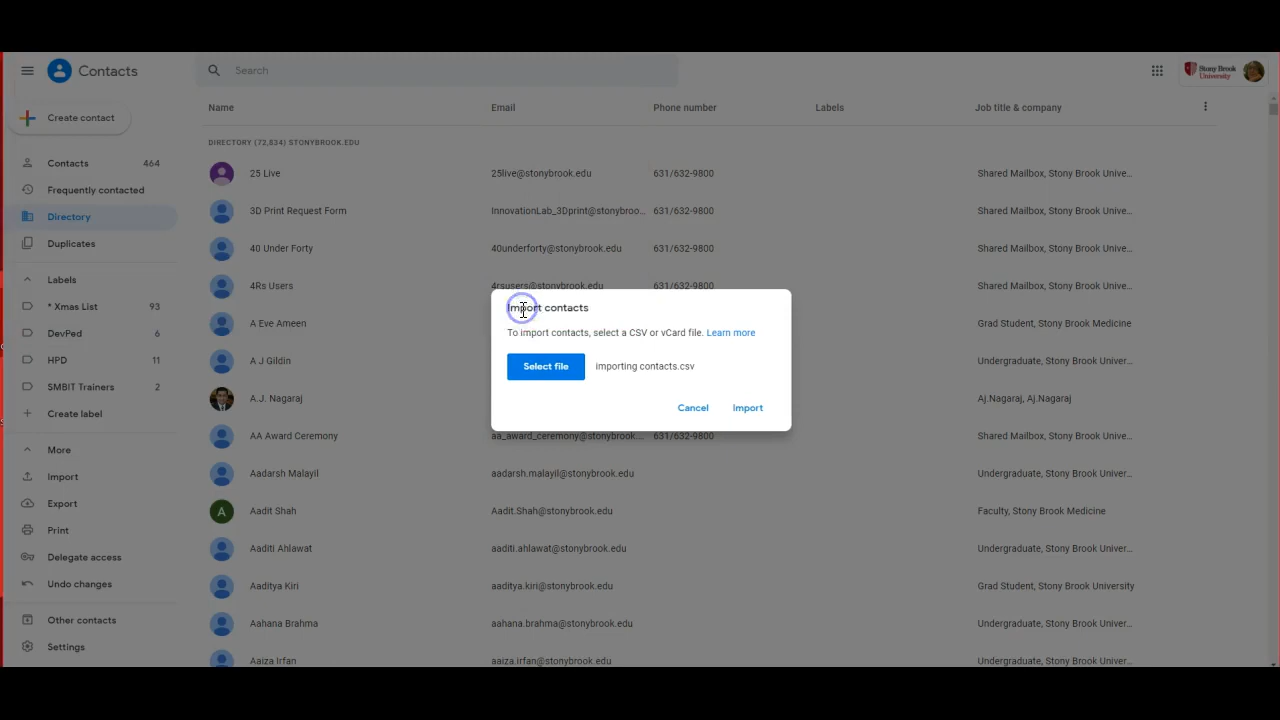 Contacts
Search
Stony Brook
University
Create contact
Name Email Phone number Labels Job title & company
DIRECTORY (72,834) STONYBROOK.EDU
Contacts 464
Frequently contacted
Directory
Duplicates
Labels
* Xmas List 93
DevPed 6
HPD 11
SMBIT Trainers 2
Create label
More
Import
Export
Print
Delegate access
Undo changes
Other contacts
Settings
25 Live 25live@stonybrook.edu 631/632-9800 Shared Mailbox, Stony Brook Unive...
3D Print Request Form InnovationLab_3Dprint@stonybroo... 631/632-9800 Shared Mailbox, Stony Brook Unive...
40 Under Forty 40underforty@stonybrook.edu 631/632-9800 Shared Mailbox, Stony Brook Unive...
4Rs Users 4rsusers@stonybrook.edu 631/632-9800 Shared Mailbox, Stony Brook Unive...
A Eve Ameen Grad Student, Stony Brook Medicine
A J Gildin Undergraduate, Stony Brook Univer...
A.J. Nagaraj Aj.Nagaraj, Aj.Nagaraj
AA Award Ceremony aa_award_ceremony@stonybrook... 631/632-9800 Shared Mailbox, Stony Brook Unive...
Aadarsh Malayil aadarsh.malayil@stonybrook.edu Undergraduate, Stony Brook Univer...
A Aadit Shah Aadit.Shah@stonybrook.edu Faculty, Stony Brook Medicine
Aaditi Ahlawat aaditi.ahlawat@stonybrook.edu Undergraduate, Stony Brook Univer...
Aaditya Kiri aaditya.kiri@stonybrook.edu Grad Student, Stony Brook University
Aahana Brahma aahana.brahma@stonybrook.edu Undergraduate, Stony Brook Univer...
Aaiza Irfan aaiza.irfan@stonybrook.edu Undergraduate, Stony Brook Univer...
Import contacts
To import contacts, select a CSV or vCard file. Learn more
Select file importing contacts.csv
Cancel Import